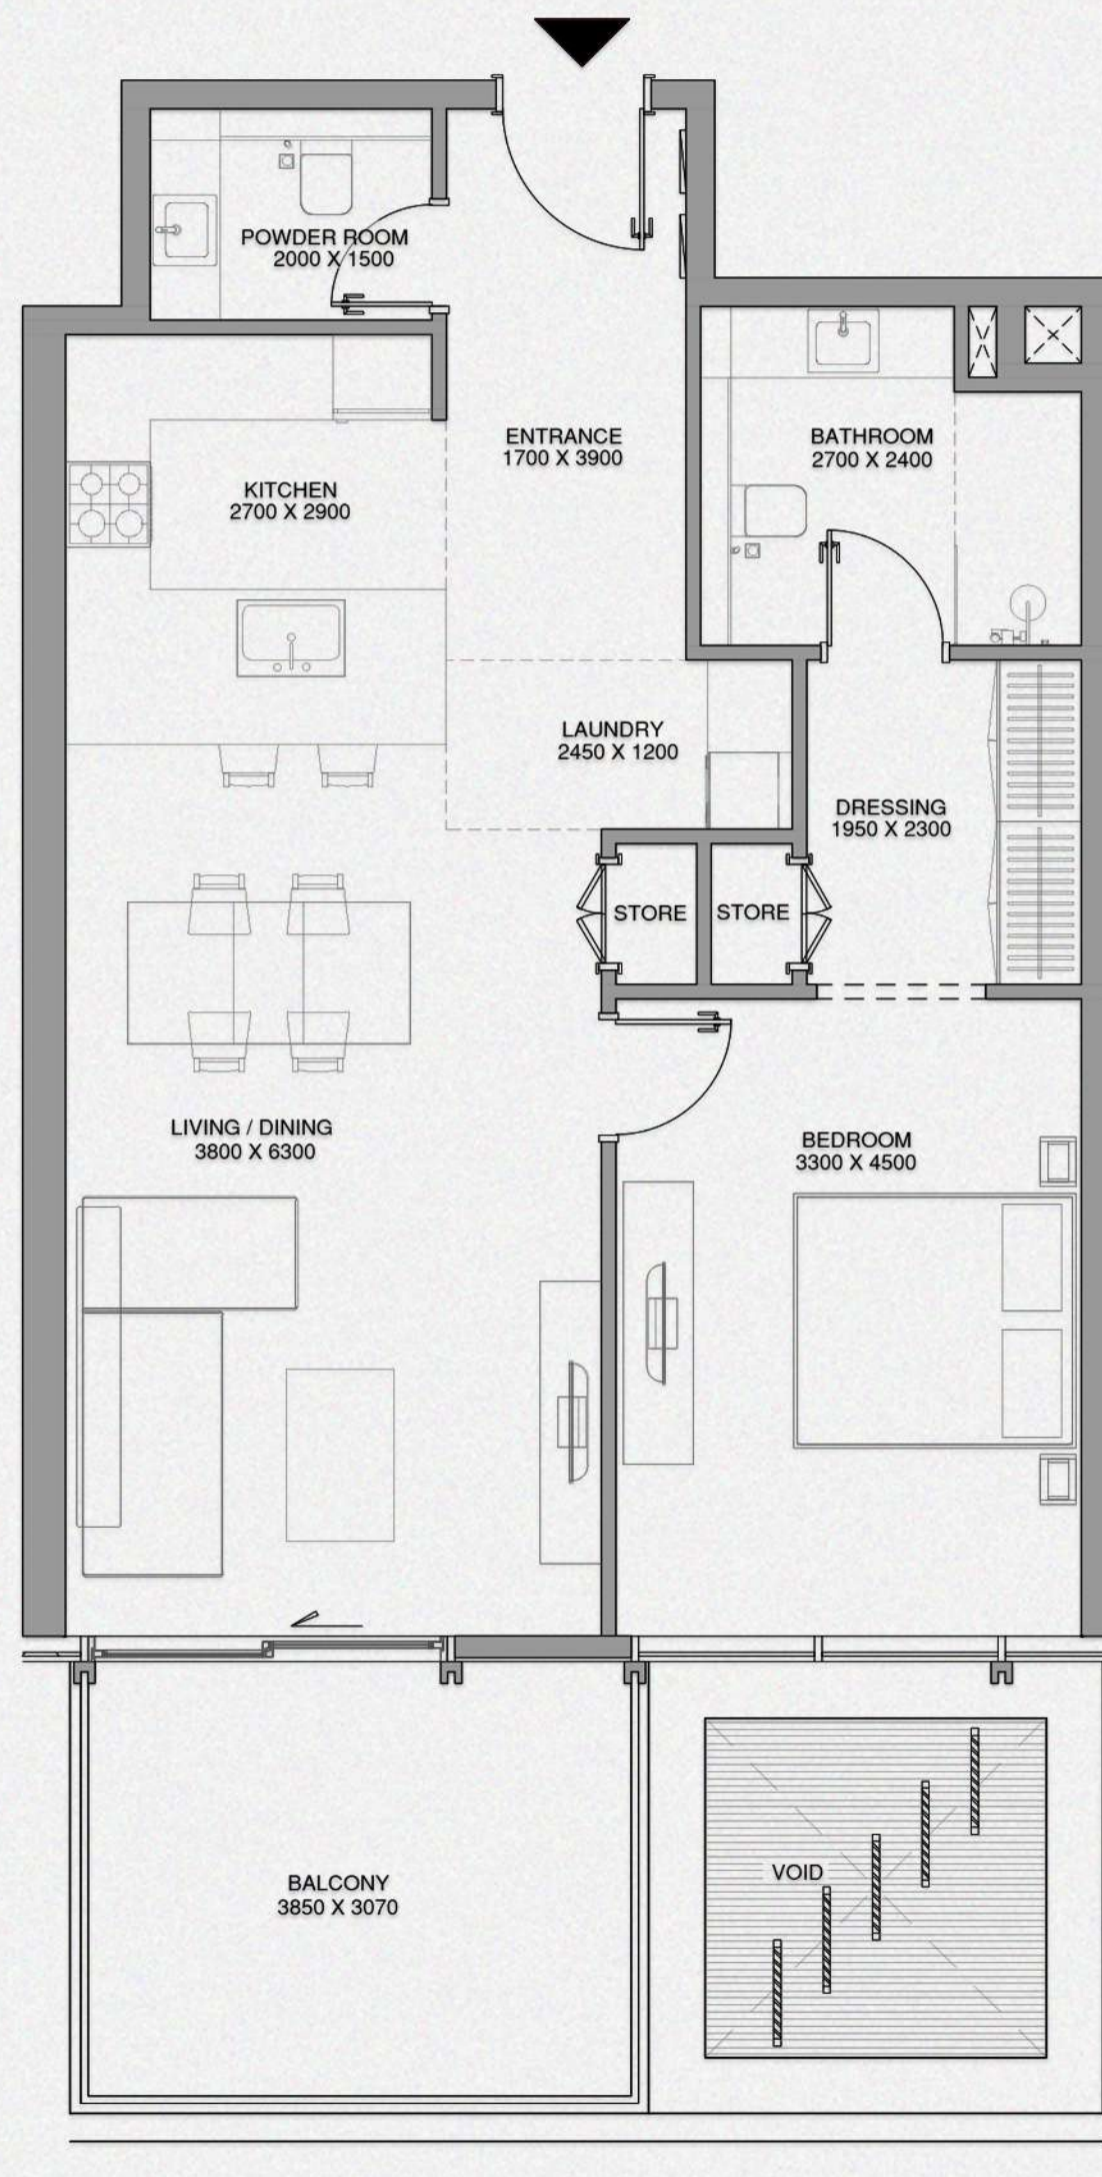 POWDER ROOM
2000 X 1500
ENTRANCE
1700 X 3900
BATHROOM
2700 X 2400
KITCHEN
2700 X 2900
LAUNDRY
2450 X 1200
DRESSING
1950 X 2300
STORE
STORE
LIVING / DINING
3800 X 6300
BEDROOM
3300 X 4500
BALCONY
3850 X 3070
VOID